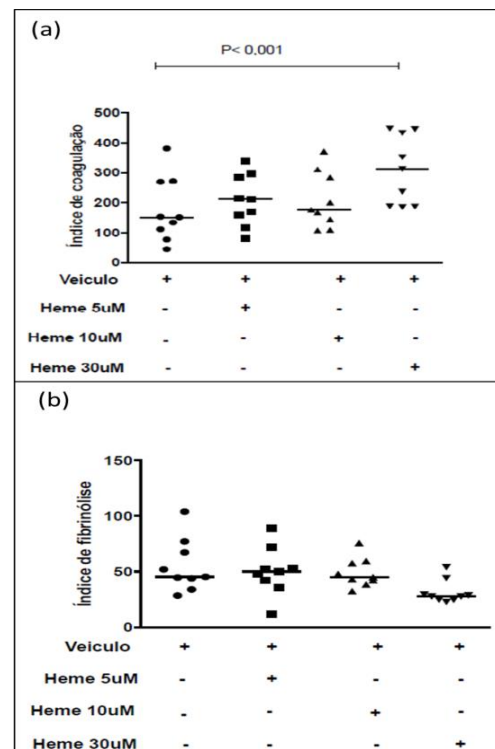 (a)
P< 0,001
Índice de coagulação
500
400
300
200
100
0
Veiculo + + + +
Heme 5uM - + - -
Heme 10uM - - + -
Heme 30uM - - - +
(b)
Índice de fibrinólise
150
100
50
0
Veiculo + + + +
Heme 5uM - + - -
Heme 10uM - - + -
Heme 30uM - - - +